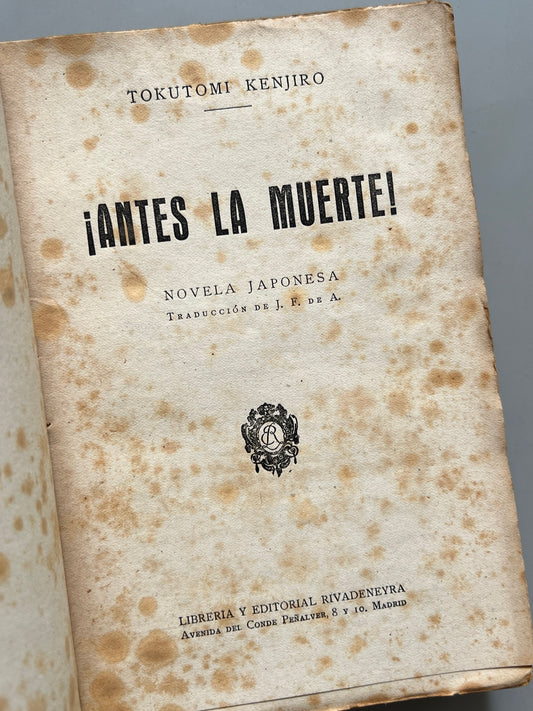 TOKUTOMI KENJIRO
¡ANTES LA MUERTE!
NOVELA JAPONESA
TRADUCCIÓN DE J. F. DE A.
LIBRERIA Y EDITORIAL RIVADENEYRA
AVENIDA DEL CONDE PEÑALVER, 8 Y 10. MADRID